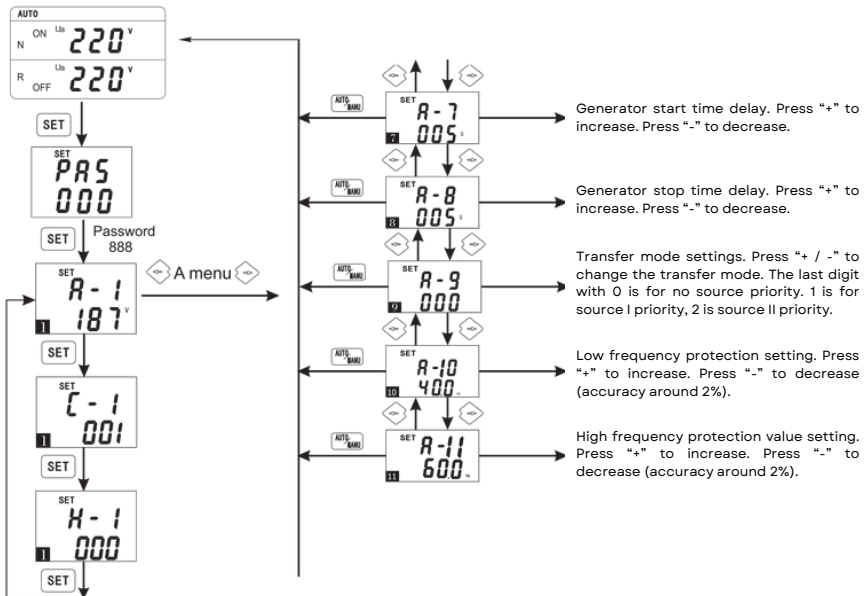 AUTO
N ON Ua 220 V
R OFF Ua 220 V
SET
SET
PAS
000
SET
Password
888
SET
A-1
187 V
1
A menu
SET
SET
C-1
001
1
SET
SET
H-1
000
1
SET
AUTO/MANU
SET
A-7
005 S
7
Generator start time delay. Press “+” to
increase. Press “-” to decrease.
AUTO/MANU
SET
A-8
005 S
8
Generator stop time delay. Press “+” to
increase. Press “-” to decrease.
AUTO/MANU
SET
A-9
000
9
Transfer mode settings. Press “+ / -” to
change the transfer mode. The last digit
with 0 is for no source priority. 1 is for
source I priority, 2 is source II priority.
AUTO/MANU
SET
A-10
40.0
10
Low frequency protection setting. Press
“+” to increase. Press “-” to decrease
(accuracy around 2%).
AUTO/MANU
SET
A-11
60.0
11
High frequency protection value setting.
Press “+” to increase. Press “-” to
decrease (accuracy around 2%).